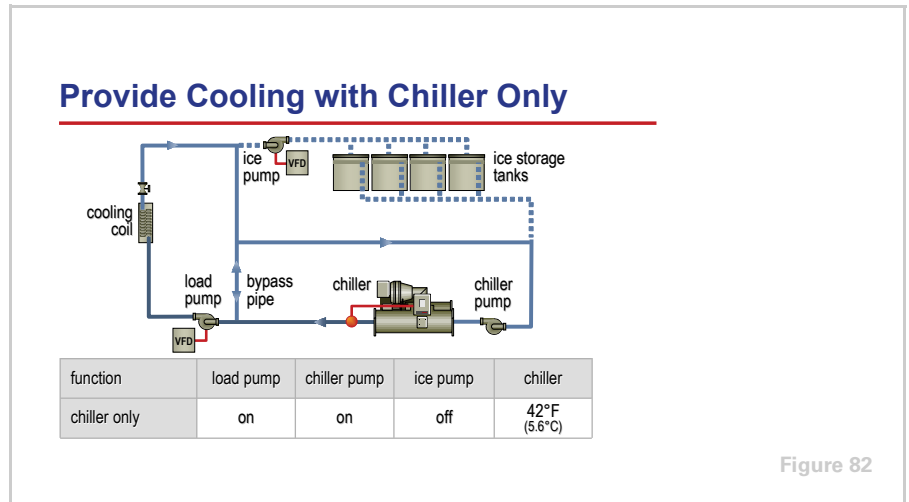 Provide Cooling with Chiller Only
ice
pump
VFD
ice storage
tanks
cooling
coil
load
pump
bypass
pipe
chiller
chiller
pump
VFD
function load pump chiller pump ice pump chiller
chiller only on on off 42°F
(5.6°C)
Figure 82